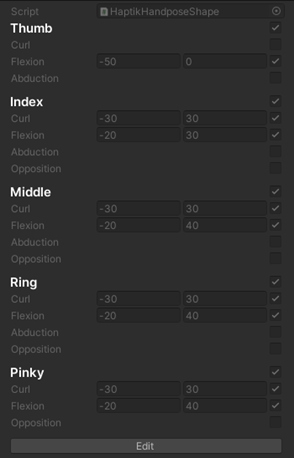 Script HaptikHandposeShape
Thumb
Curl
Flexion -50 0
Abduction
Index
Curl -30 30
Flexion -20 30
Abduction
Opposition
Middle
Curl -30 30
Flexion -20 40
Abduction
Opposition
Ring
Curl -30 30
Flexion -20 40
Abduction
Opposition
Pinky
Curl -30 30
Flexion -20 40
Opposition
Edit